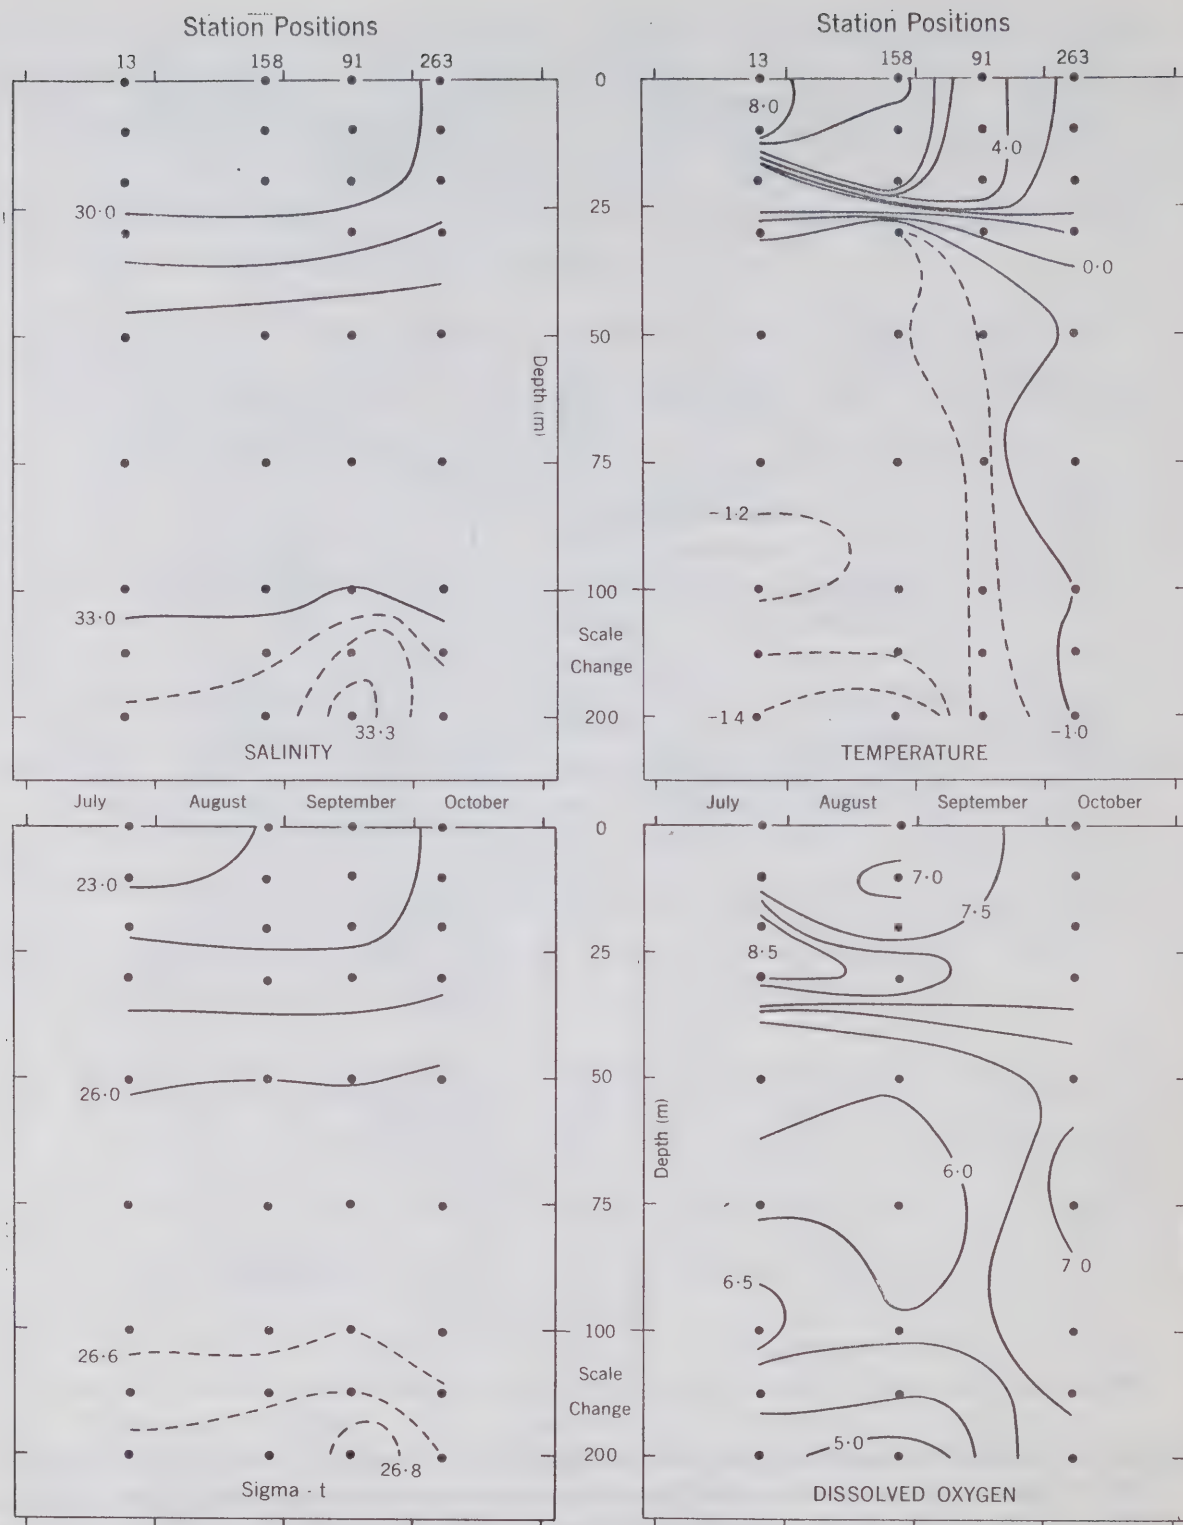 Station Positions
Station Positions
13 158 91 263
13 158 91 263
0
8·0
4·0
30·0
25
0·0
50
Depth (m)
75
-1·2
100
33·0
Scale
Change
200
-1 4
-1·0
33·3
SALINITY
TEMPERATURE
July August September October
July August September October
0
23·0
7·0
7·5
8·5
25
26·0
50
Depth (m)
6·0
75
7 0
6·5
100
26·6
Scale
Change
5·0
200
26·8
Sigma - t
DISSOLVED OXYGEN